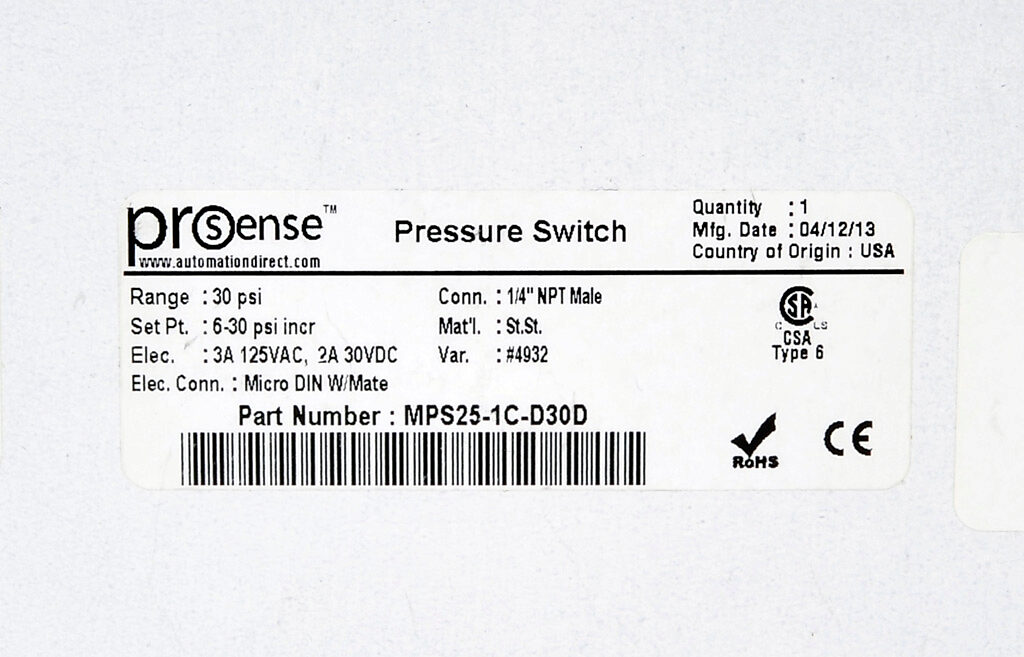 prosense™
www.automationdirect.com
Pressure Switch
Quantity : 1
Mfg. Date : 04/12/13
Country of Origin : USA
Range : 30 psi
Set Pt. : 6-30 psi incr
Elec. : 3A 125VAC, 2A 30VDC
Elec. Conn. : Micro DIN W/Mate
Conn. : 1/4" NPT Male
Mat'l. : St.St.
Var. : #4932
SA
C LS
CSA
Type 6
Part Number : MPS25-1C-D30D
RoHS
CE